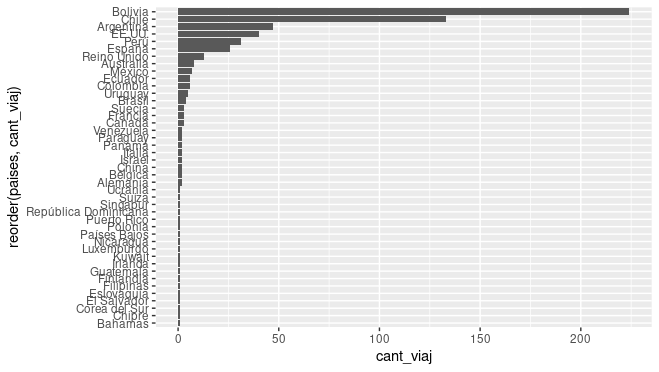 Bolivia
Chile
Argentina
EE.UU.
Perú
España
Reino Unido
Australia
México
Ecuador
Colombia
Uruguay
Brasil
Suecia
Francia
Canadá
Venezuela
Paraguay
Panamá
Italia
Israel
China
Bélgica
Alemania
Ucrania
Suiza
Singapur
República Dominicana
Puerto Rico
Polonia
Países Bajos
Nicaragua
Luxemburgo
Kuwait
Irlanda
Guatemala
Finlandia
Filipinas
Eslovaquia
El Salvador
Corea del Sur
Chipre
Bahamas
reorder(paises, cant_viaj)
0
50
100
150
200
cant_viaj